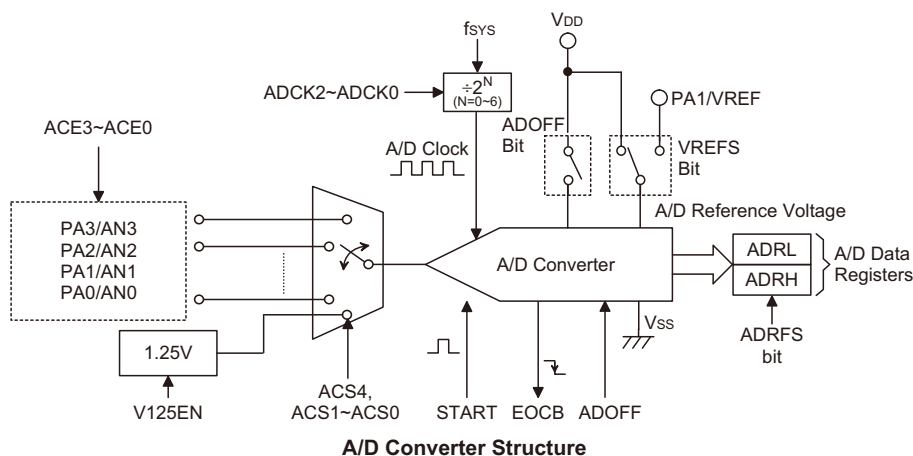 fSYS
VDD
÷2N
(N=0~6)
ADCK2~ADCK0
PA1/VREF
ADOFF
Bit
VREFS
Bit
ACE3~ACE0
A/D Clock
A/D Reference Voltage
PA3/AN3
PA2/AN2
PA1/AN1
PA0/AN0
A/D Converter
ADRL
ADRH
A/D Data
Registers
VSS
ADRFS
bit
1.25V
V125EN
ACS4,
ACS1~ACS0
START
EOCB
ADOFF
A/D Converter Structure